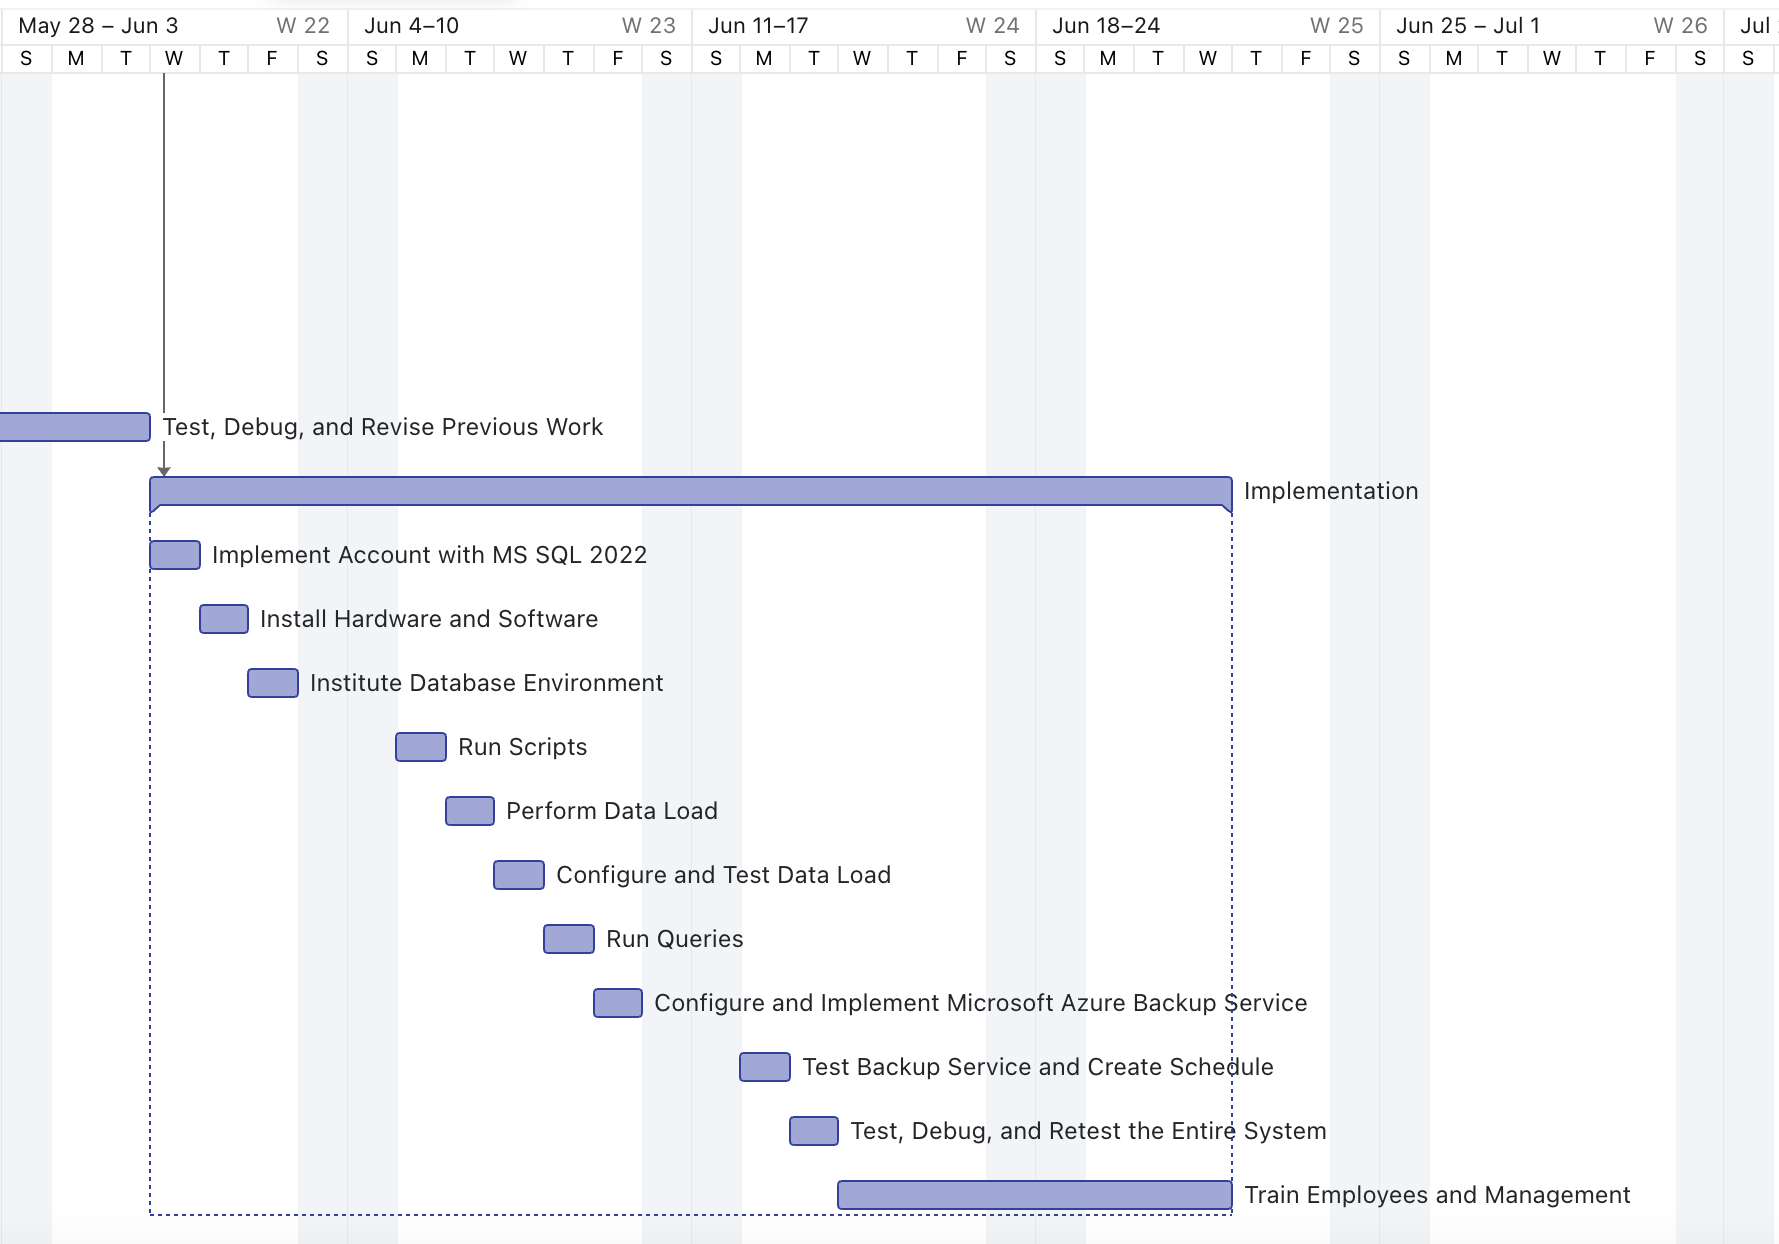 May 28 – Jun 3 W 22 Jun 4–10 W 23 Jun 11–17 W 24 Jun 18–24 W 25 Jun 25 – Jul 1 W 26 Jul
S M T W T F S S M T W T F S S M T W T F S S M T W T F S S M T W T F S S
Test, Debug, and Revise Previous Work
Implementation
Implement Account with MS SQL 2022
Install Hardware and Software
Institute Database Environment
Run Scripts
Perform Data Load
Configure and Test Data Load
Run Queries
Configure and Implement Microsoft Azure Backup Service
Test Backup Service and Create Schedule
Test, Debug, and Retest the Entire System
Train Employees and Management